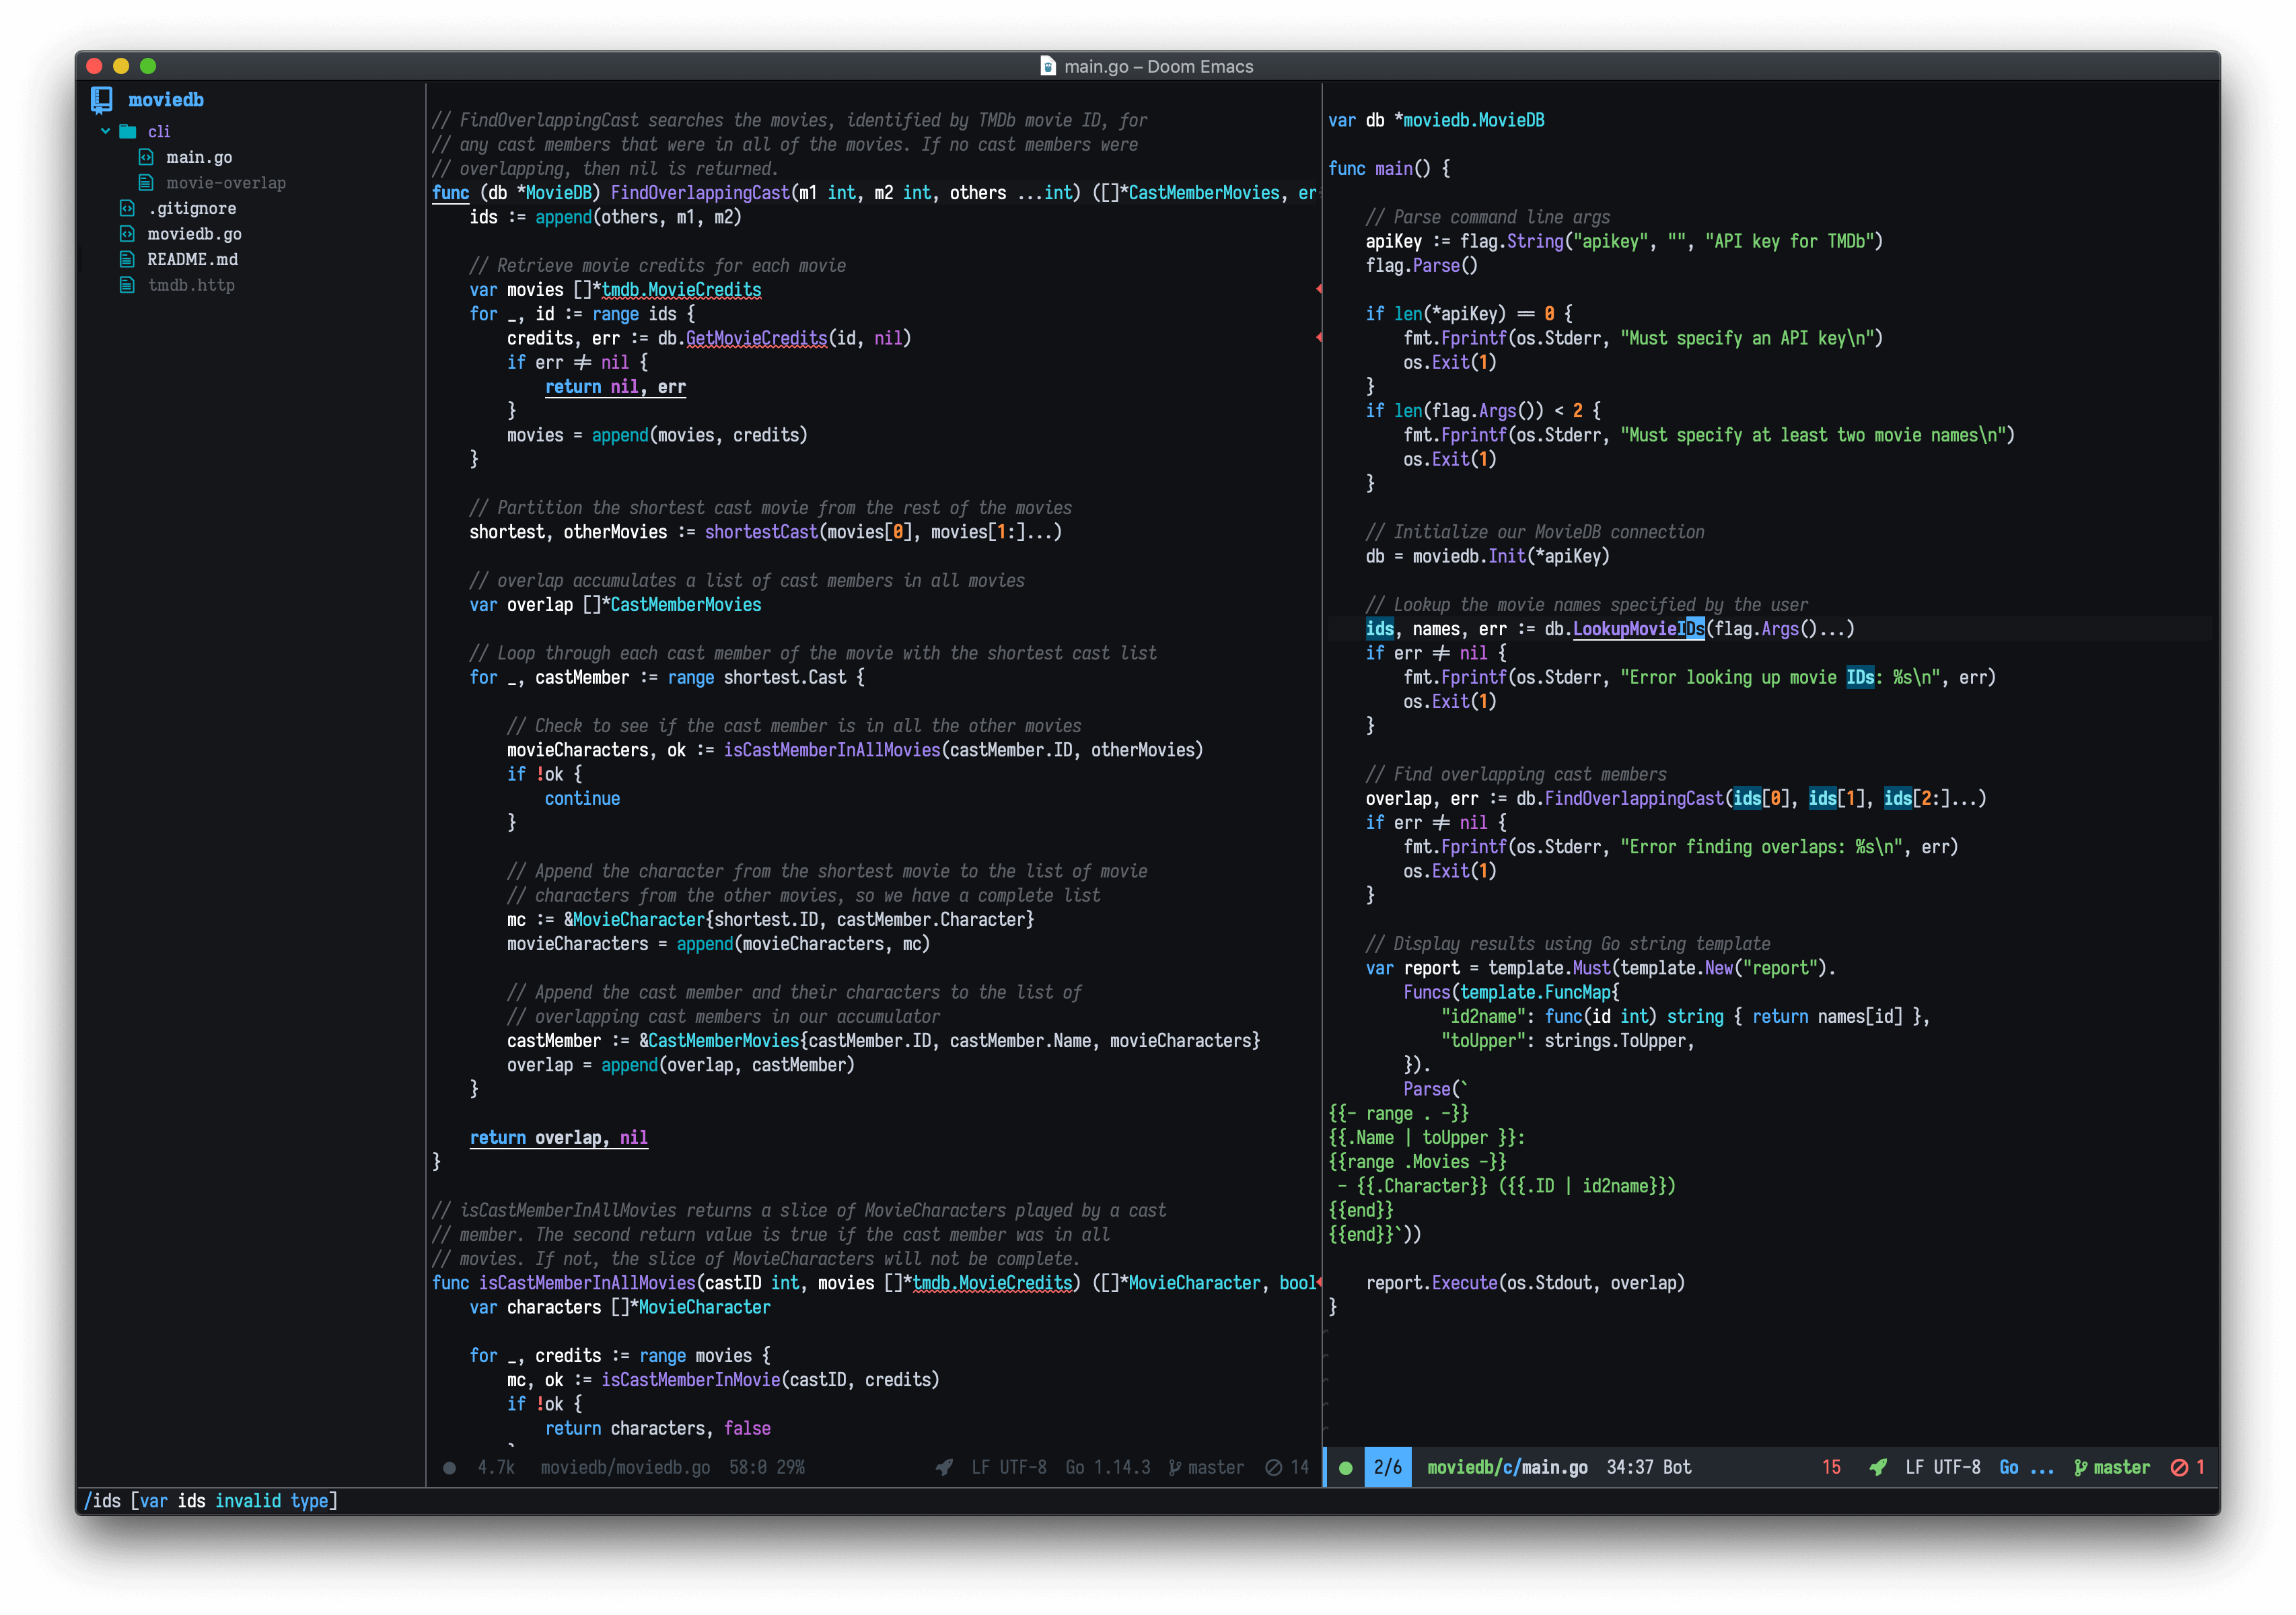 main.go – Doom Emacs
moviedb
cli
main.go
movie-overlap
.gitignore
moviedb.go
README.md
tmdb.http
// FindOverlappingCast searches the movies, identified by TMDb movie ID, for
// any cast members that were in all of the movies. If no cast members were
// overlapping, then nil is returned.
func (db *MovieDB) FindOverlappingCast(m1 int, m2 int, others ...int) ([]*CastMemberMovies, er
    ids := append(others, m1, m2)
    // Retrieve movie credits for each movie
    var movies []*tmdb.MovieCredits
    for _, id := range ids {
        credits, err := db.GetMovieCredits(id, nil)
        if err != nil {
            return nil, err
        }
        movies = append(movies, credits)
    }
    // Partition the shortest cast movie from the rest of the movies
    shortest, otherMovies := shortestCast(movies[0], movies[1:]...)
    // overlap accumulates a list of cast members in all movies
    var overlap []*CastMemberMovies
    // Loop through each cast member of the movie with the shortest cast list
    for _, castMember := range shortest.Cast {
        // Check to see if the cast member is in all the other movies
        movieCharacters, ok := isCastMemberInAllMovies(castMember.ID, otherMovies)
        if !ok {
            continue
        }
        // Append the character from the shortest movie to the list of movie
        // characters from the other movies, so we have a complete list
        mc := &MovieCharacter{shortest.ID, castMember.Character}
        movieCharacters = append(movieCharacters, mc)
        // Append the cast member and their characters to the list of
        // overlapping cast members in our accumulator
        castMember := &CastMemberMovies{castMember.ID, castMember.Name, movieCharacters}
        overlap = append(overlap, castMember)
    }
    return overlap, nil
}
// isCastMemberInAllMovies returns a slice of MovieCharacters played by a cast
// member. The second return value is true if the cast member was in all
// movies. If not, the slice of MovieCharacters will not be complete.
func isCastMemberInAllMovies(castID int, movies []*tmdb.MovieCredits) ([]*MovieCharacter, bool
    var characters []*MovieCharacter
    for _, credits := range movies {
        mc, ok := isCastMemberInMovie(castID, credits)
        if !ok {
            return characters, false
4.7k moviedb/moviedb.go 58:0 29% LF UTF-8 Go 1.14.3 master 14
var db *moviedb.MovieDB
func main() {
    // Parse command line args
    apiKey := flag.String("apikey", "", "API key for TMDb")
    flag.Parse()
    if len(*apiKey) == 0 {
        fmt.Fprintf(os.Stderr, "Must specify an API key\n")
        os.Exit(1)
    }
    if len(flag.Args()) < 2 {
        fmt.Fprintf(os.Stderr, "Must specify at least two movie names\n")
        os.Exit(1)
    }
    // Initialize our MovieDB connection
    db = moviedb.Init(*apiKey)
    // Lookup the movie names specified by the user
    ids, names, err := db.LookupMovieIDs(flag.Args()...)
    if err != nil {
        fmt.Fprintf(os.Stderr, "Error looking up movie IDs: %s\n", err)
        os.Exit(1)
    }
    // Find overlapping cast members
    overlap, err := db.FindOverlappingCast(ids[0], ids[1], ids[2:]...)
    if err != nil {
        fmt.Fprintf(os.Stderr, "Error finding overlaps: %s\n", err)
        os.Exit(1)
    }
    // Display results using Go string template
    var report = template.Must(template.New("report").
        Funcs(template.FuncMap{
            "id2name": func(id int) string { return names[id] },
            "toUpper": strings.ToUpper,
        }).
        Parse(`
{{- range . -}}
{{.Name | toUpper }}:
{{range .Movies -}}
 - {{.Character}} ({{.ID | id2name}})
{{end}}
{{end}}`))
    report.Execute(os.Stdout, overlap)
}
2/6 moviedb/c/main.go 34:37 Bot 15 LF UTF-8 Go ... master 1
/ids [var ids invalid type]